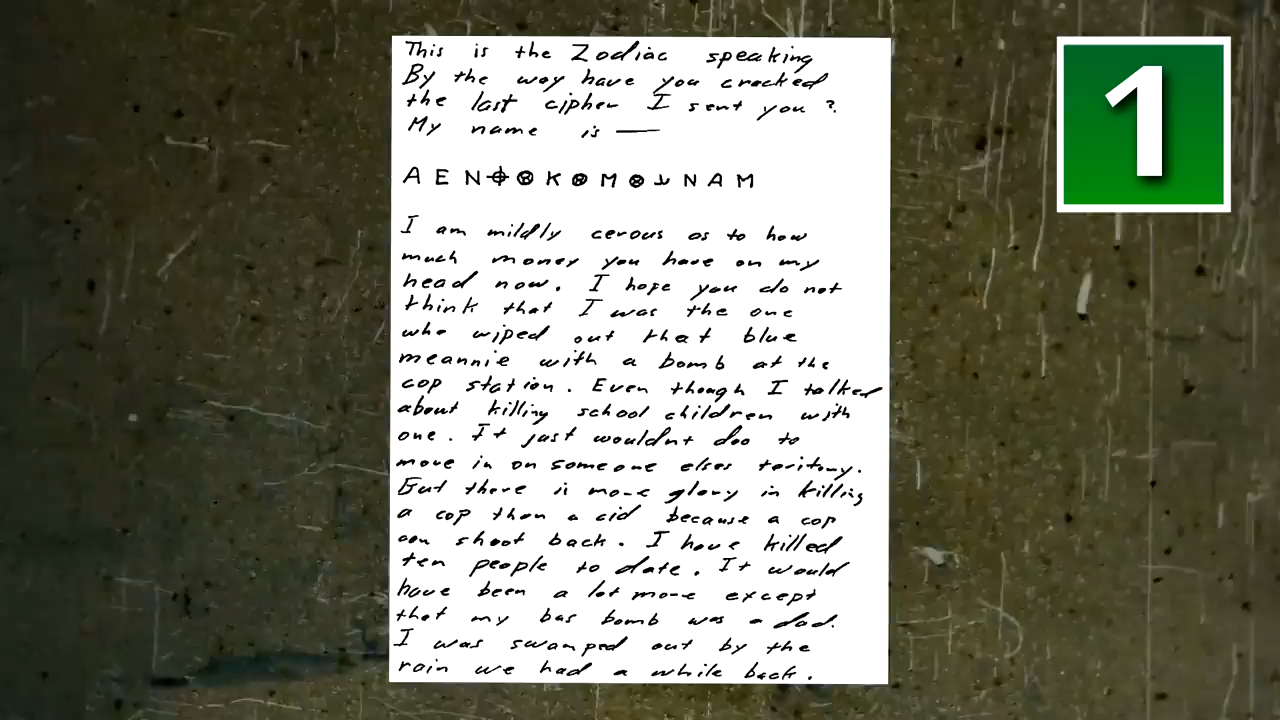 This is the Zodiac speaking
By the way have you cracked
the last cipher I sent you ?
My name is —
A E N ⌖ ⊗ K ⊗ M ⊗ N A M
I am mildly cerous as to how
much money you have on my
head now. I hope you do not
think that I was the one
who wiped out that blue
meannie with a bomb at the
cop station. Even though I talked
about killing school children with
one. It just wouldnt doo to
move in on someone elses teritory.
But there is more glory in killing
a cop than a cid because a cop
can shoot back. I have killed
ten people to date. It would
have been a lot more except
that my bus bomb was a dud.
I was swamped out by the
rain we had a while back.
1